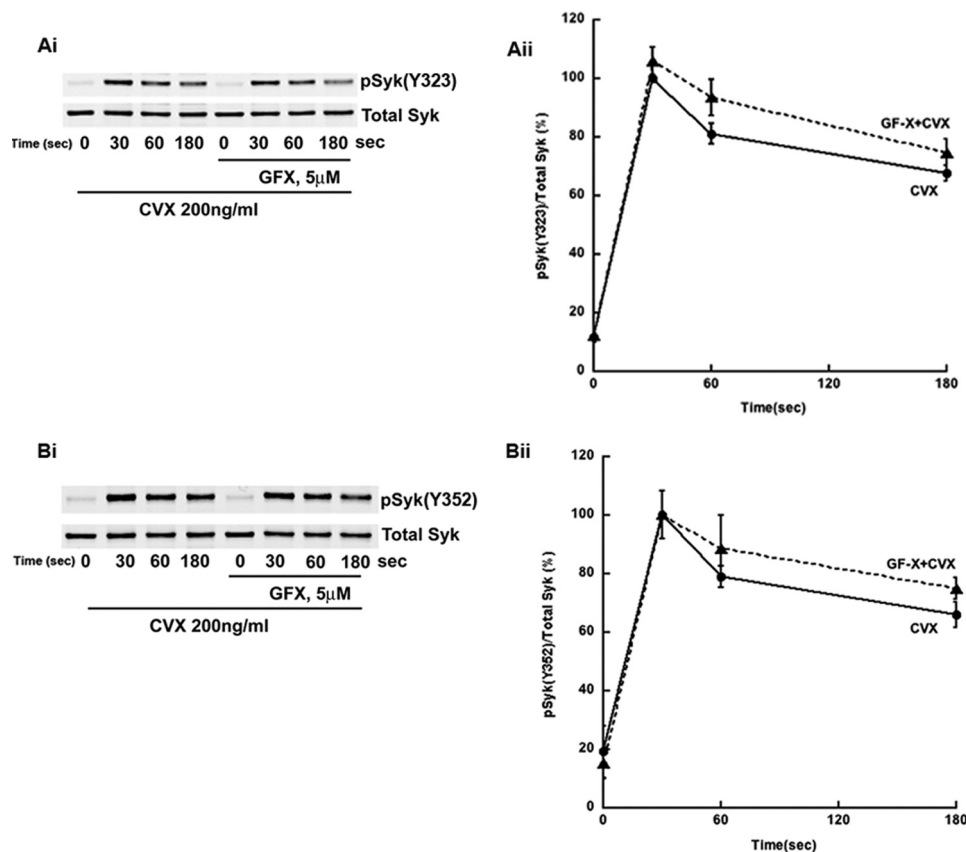 Ai
pSyk(Y323)
Total Syk
Time (sec) 0 30 60 180 0 30 60 180 sec
GFX, 5μM
CVX 200ng/ml
Aii
pSyk(Y323)/Total Syk (%)
120
100
80
60
40
20
0
GF-X+CVX
CVX
0 60 120 180
Time(sec)
Bi
pSyk(Y352)
Total Syk
Time (sec) 0 30 60 180 0 30 60 180 sec
GFX, 5μM
CVX 200ng/ml
Bii
pSyk(Y352)/Total Syk (%)
120
100
80
60
40
20
0
GF-X+CVX
CVX
0 60 120 180
Time(sec)